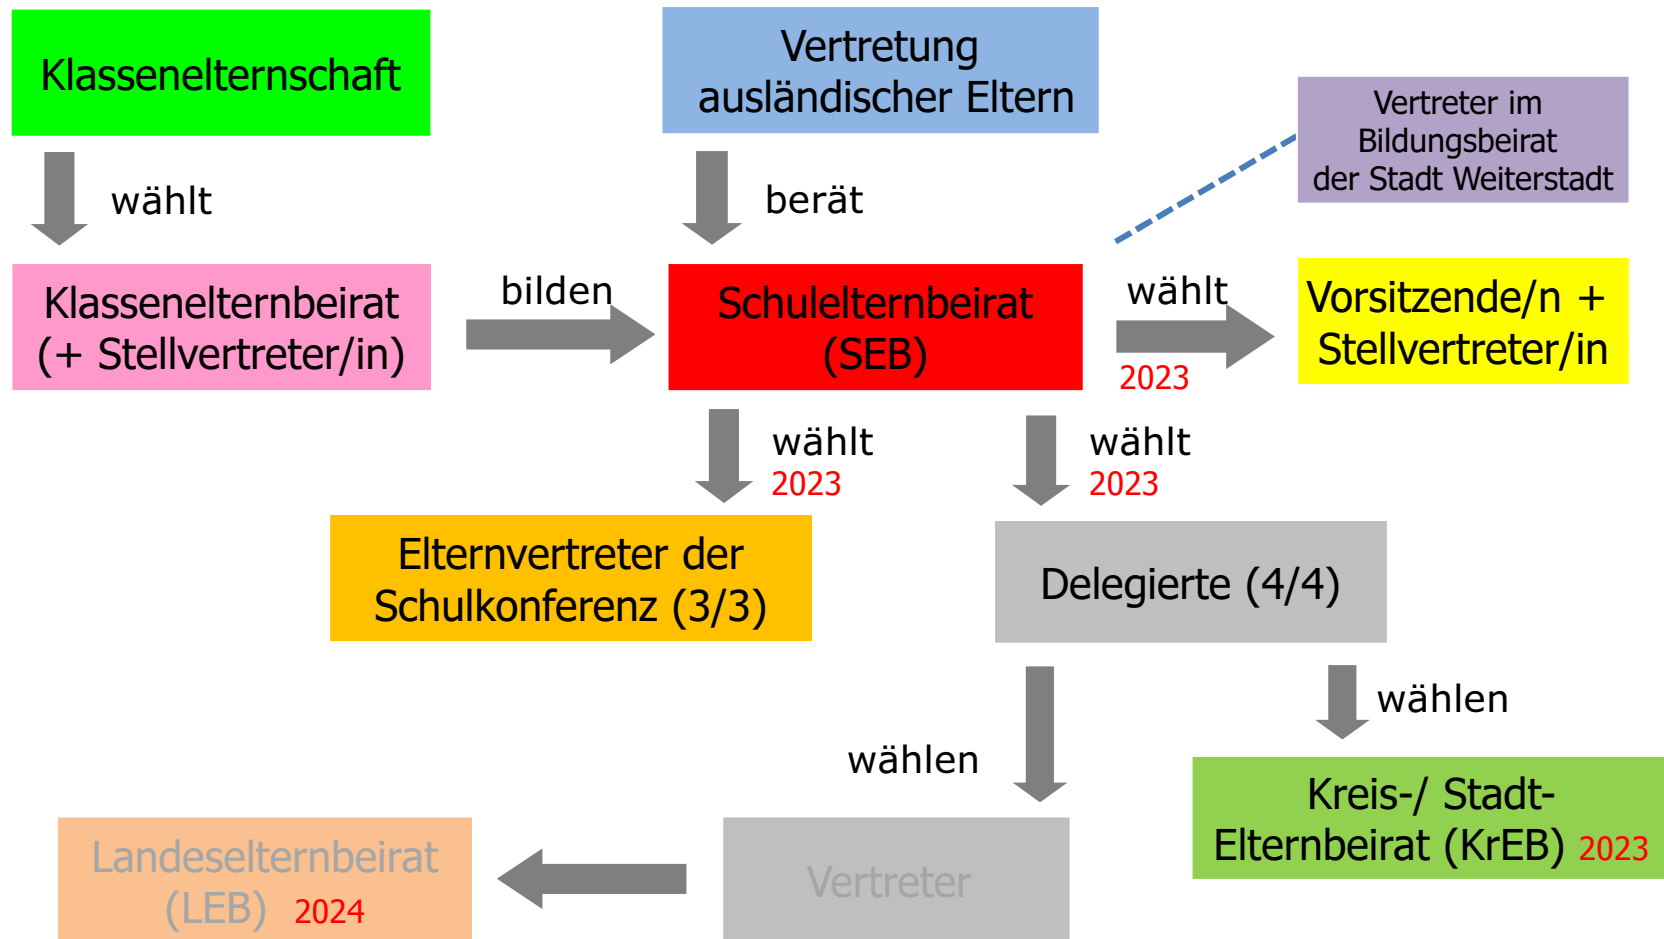 Klassenelternschaft
Vertretung
ausländischer Eltern
Vertreter im
Bildungsbeirat
der Stadt Weiterstadt
wählt
berät
Klassenelternbeirat
(+ Stellvertreter/in)
bilden
Schulelternbeirat
(SEB)
wählt
2023
Vorsitzende/n +
Stellvertreter/in
wählt
2023
wählt
2023
Elternvertreter der
Schulkonferenz (3/3)
Delegierte (4/4)
wählen
wählen
Kreis-/ Stadt-
Elternbeirat (KrEB) 2023
Vertreter
Landeselternbeirat
(LEB) 2024